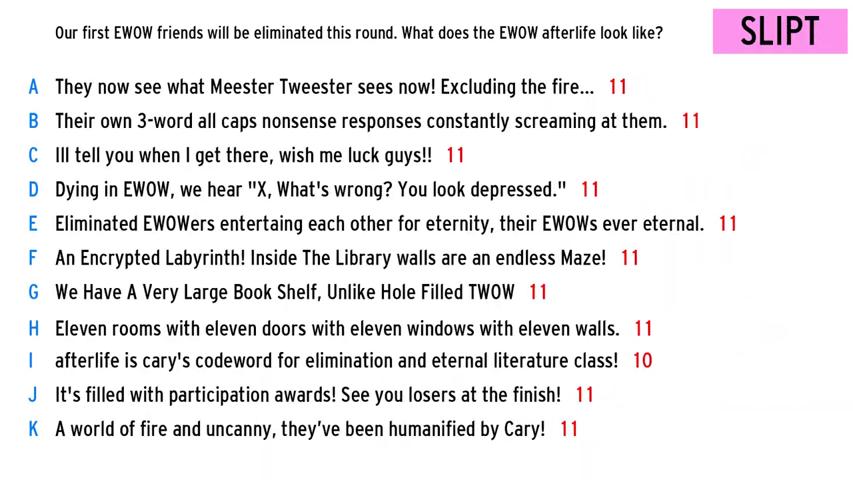 Our first EWOW friends will be eliminated this round. What does the EWOW afterlife look like?
SLIPT
A They now see what Meester Tweester sees now! Excluding the fire... 11
B Their own 3-word all caps nonsense responses constantly screaming at them. 11
C Ill tell you when I get there, wish me luck guys!! 11
D Dying in EWOW, we hear "X, What's wrong? You look depressed." 11
E Eliminated EWOWers entertaing each other for eternity, their EWOWs ever eternal. 11
F An Encrypted Labyrinth! Inside The Library walls are an endless Maze! 11
G We Have A Very Large Book Shelf, Unlike Hole Filled TWOW 11
H Eleven rooms with eleven doors with eleven windows with eleven walls. 11
I afterlife is cary's codeword for elimination and eternal literature class! 10
J It's filled with participation awards! See you losers at the finish! 11
K A world of fire and uncanny, they’ve been humanified by Cary! 11